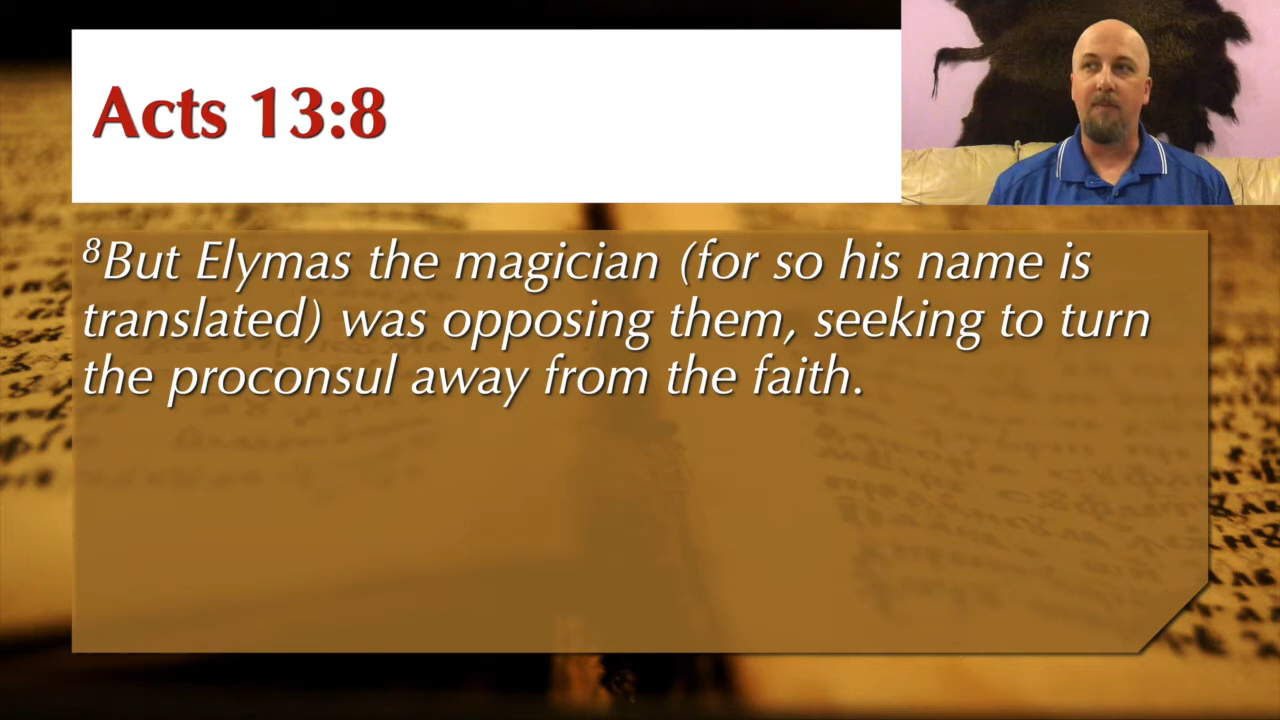 Acts 13:8
⁸But Elymas the magician (for so his name is
translated) was opposing them, seeking to turn
the proconsul away from the faith.